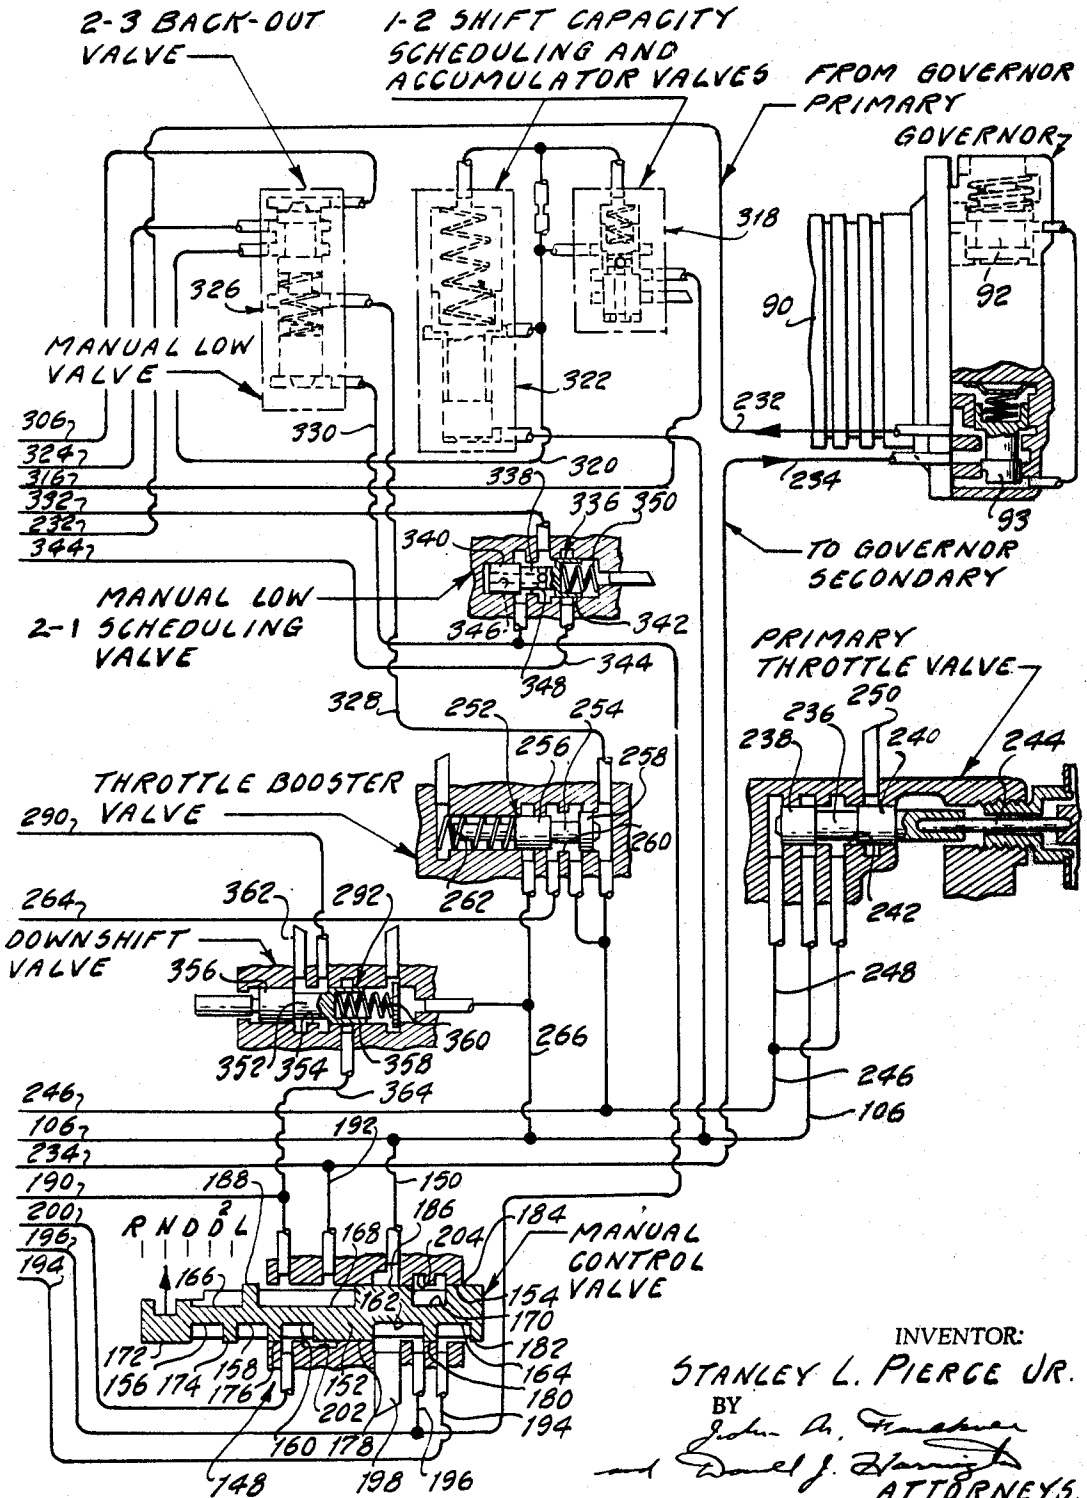 2-3 BACK-OUT
VALVE
1-2 SHIFT CAPACITY
SCHEDULING AND
ACCUMULATOR VALVES
FROM GOVERNOR
PRIMARY
GOVERNOR
318
92
90
326
MANUAL LOW
VALVE
322
306
330
232
324
320
316
338
234
332
336
350
93
232
340
344
TO GOVERNOR
SECONDARY
MANUAL LOW
2-1 SCHEDULING
VALVE
346
342
348
344
PRIMARY
THROTTLE VALVE
328
252
254
250
236
256
238
240
244
258
THROTTLE BOOSTER
VALVE
290
260
264
362
292
262
242
DOWNSHIFT
VALVE
356
248
352
354
358
360
266
364
246
246
106
106
192
234
190
188
150
200
R N D D2 L
168
186
204
184
MANUAL
CONTROL
VALVE
196
194
166
162
154
170
172
182
156
174
158
176
164
152
180
202
194
160
178
148
198
196
INVENTOR:
STANLEY L. PIERCE JR.
BY
John R. Faulkner
and Daniel J. Harrington
ATTORNEYS.